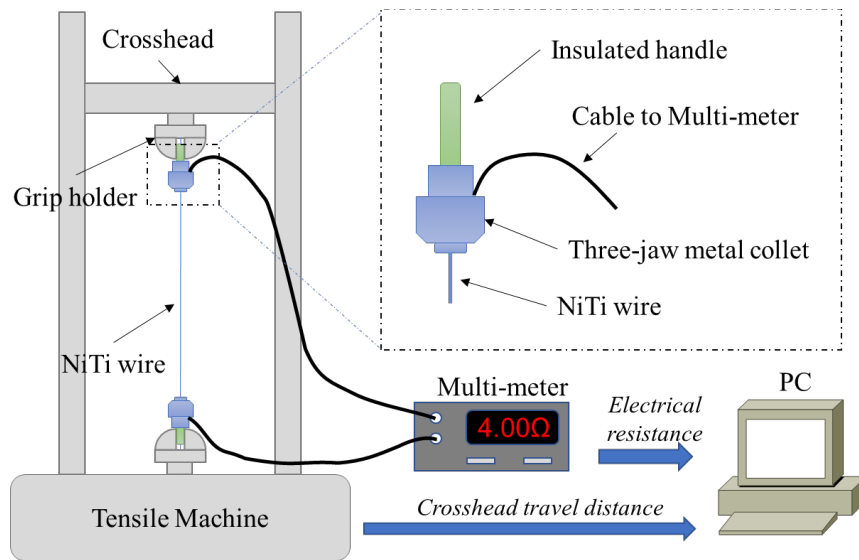 Crosshead
Insulated handle
Cable to Multi-meter
Grip holder
Three-jaw metal collet
NiTi wire
NiTi wire
Multi-meter
PC
4.00Ω
Electrical
resistance
Crosshead travel distance
Tensile Machine